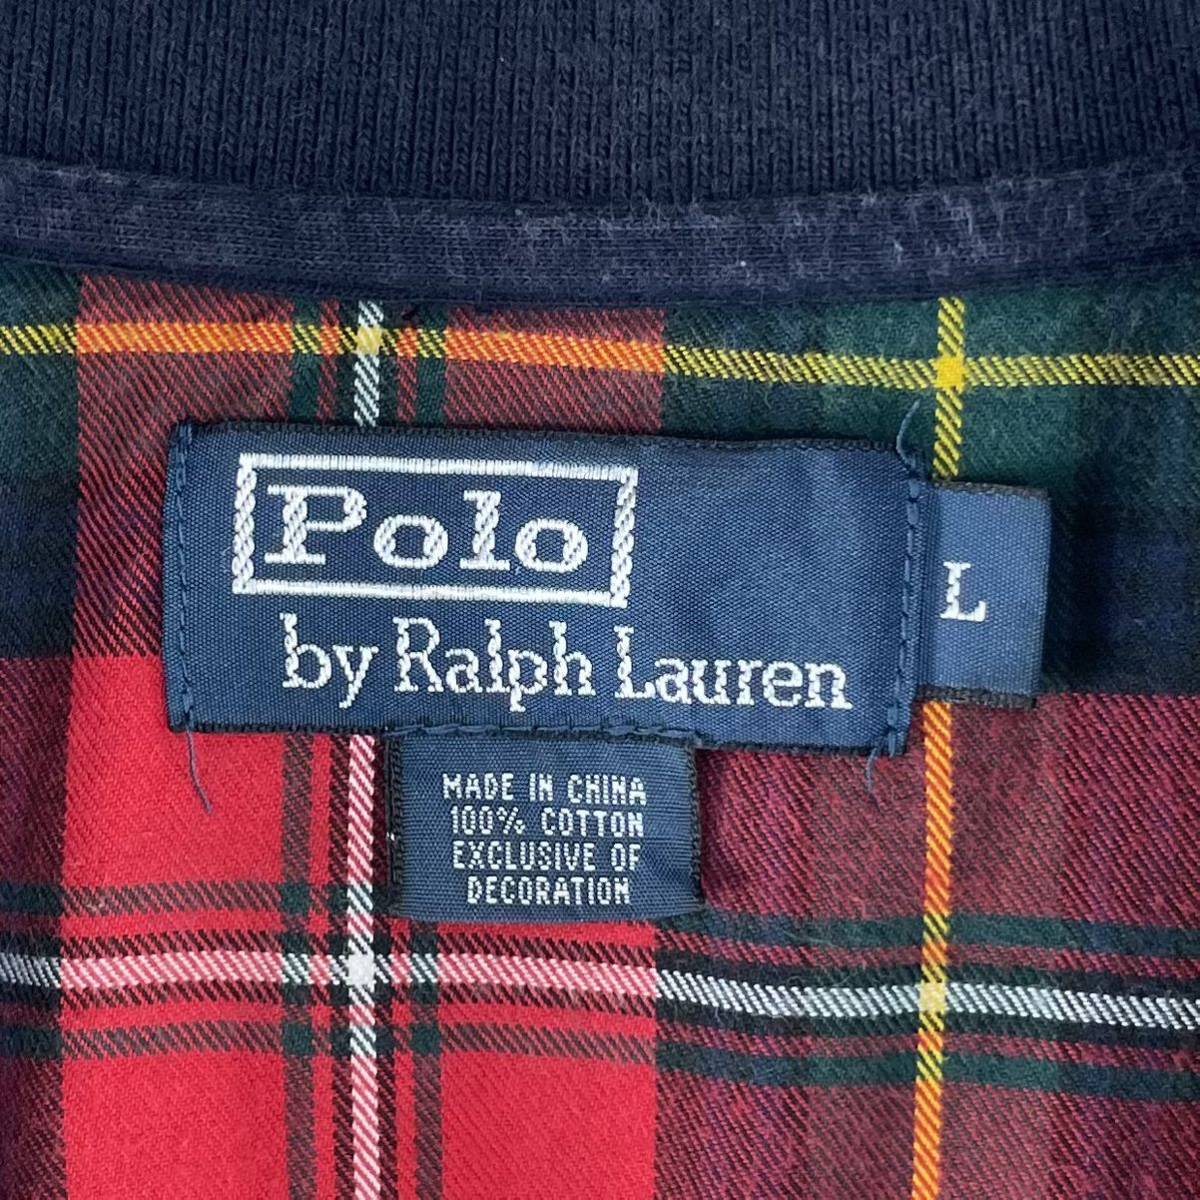 Polo
by Ralph Lauren
L
MADE IN CHINA
100% COTTON
EXCLUSIVE OF
DECORATION